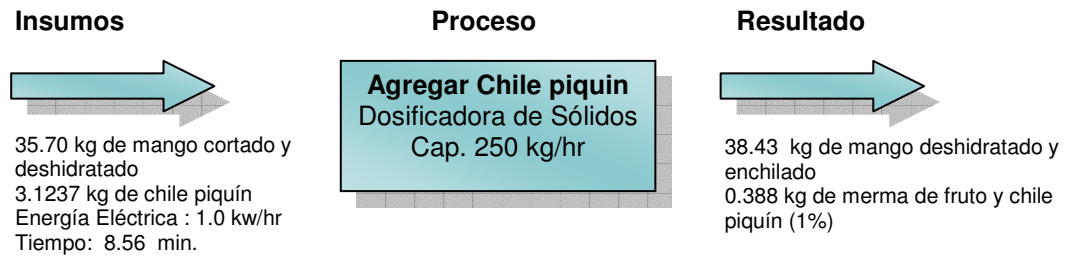 Insumos
Proceso
Resultado
Agregar Chile piquin
Dosificadora de Sólidos
Cap. 250 kg/hr
35.70 kg de mango cortado y
deshidratado
3.1237 kg de chile piquín
Energía Eléctrica : 1.0 kw/hr
Tiempo: 8.56 min.
38.43 kg de mango deshidratado y
enchilado
0.388 kg de merma de fruto y chile
piquín (1%)